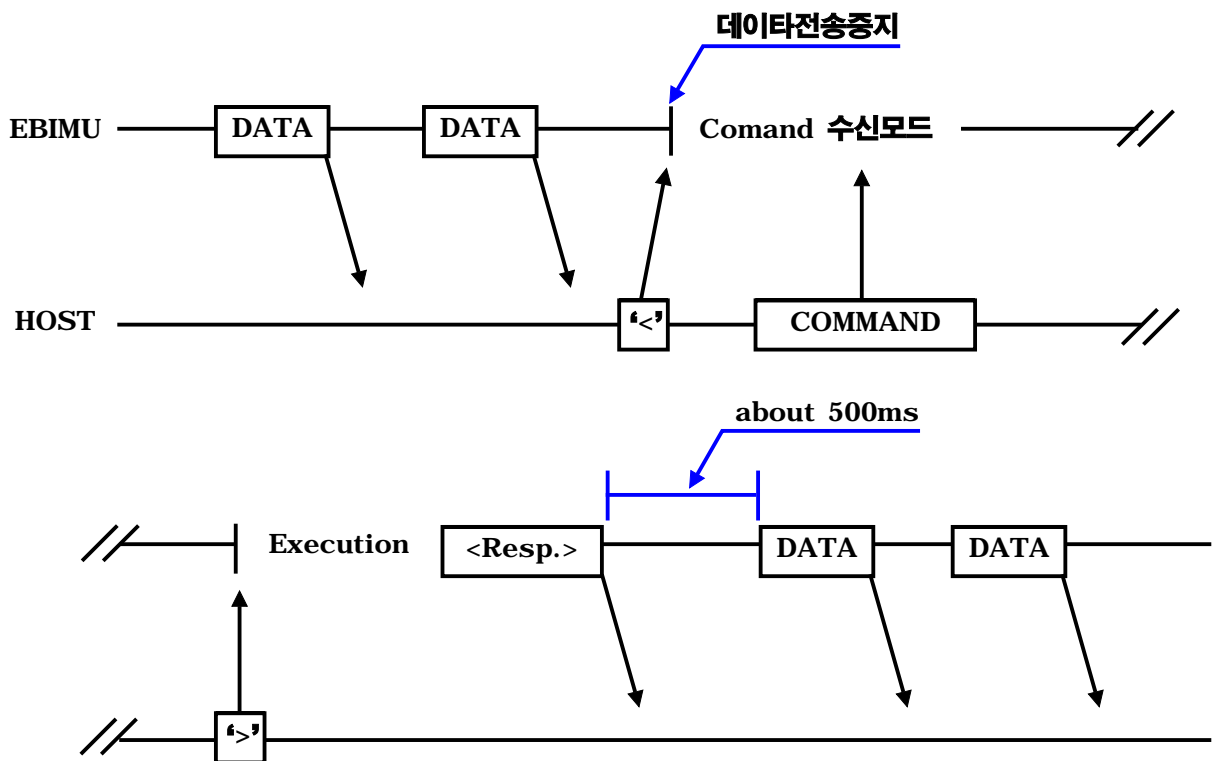 데이타전송중지
EBIMU DATA DATA Comand 수신모드
HOST '<' COMMAND
about 500ms
Execution <Resp.> DATA DATA
'>'